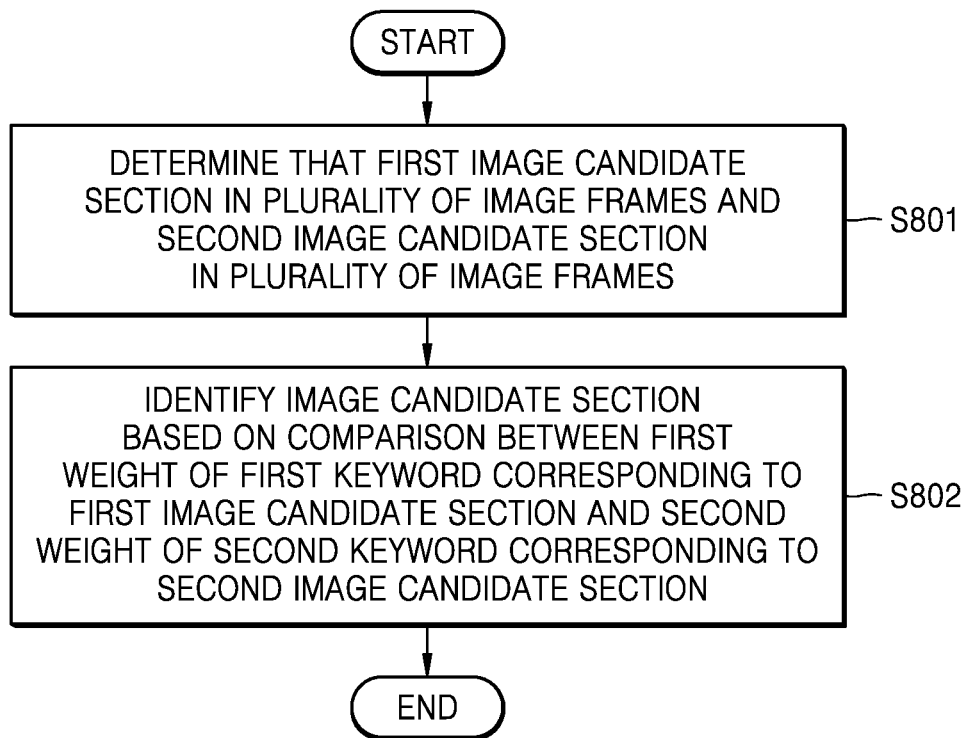 START
DETERMINE THAT FIRST IMAGE CANDIDATE
SECTION IN PLURALITY OF IMAGE FRAMES AND
SECOND IMAGE CANDIDATE SECTION
IN PLURALITY OF IMAGE FRAMES
S801
IDENTIFY IMAGE CANDIDATE SECTION
BASED ON COMPARISON BETWEEN FIRST
WEIGHT OF FIRST KEYWORD CORRESPONDING TO
FIRST IMAGE CANDIDATE SECTION AND SECOND
WEIGHT OF SECOND KEYWORD CORRESPONDING TO
SECOND IMAGE CANDIDATE SECTION
S802
END